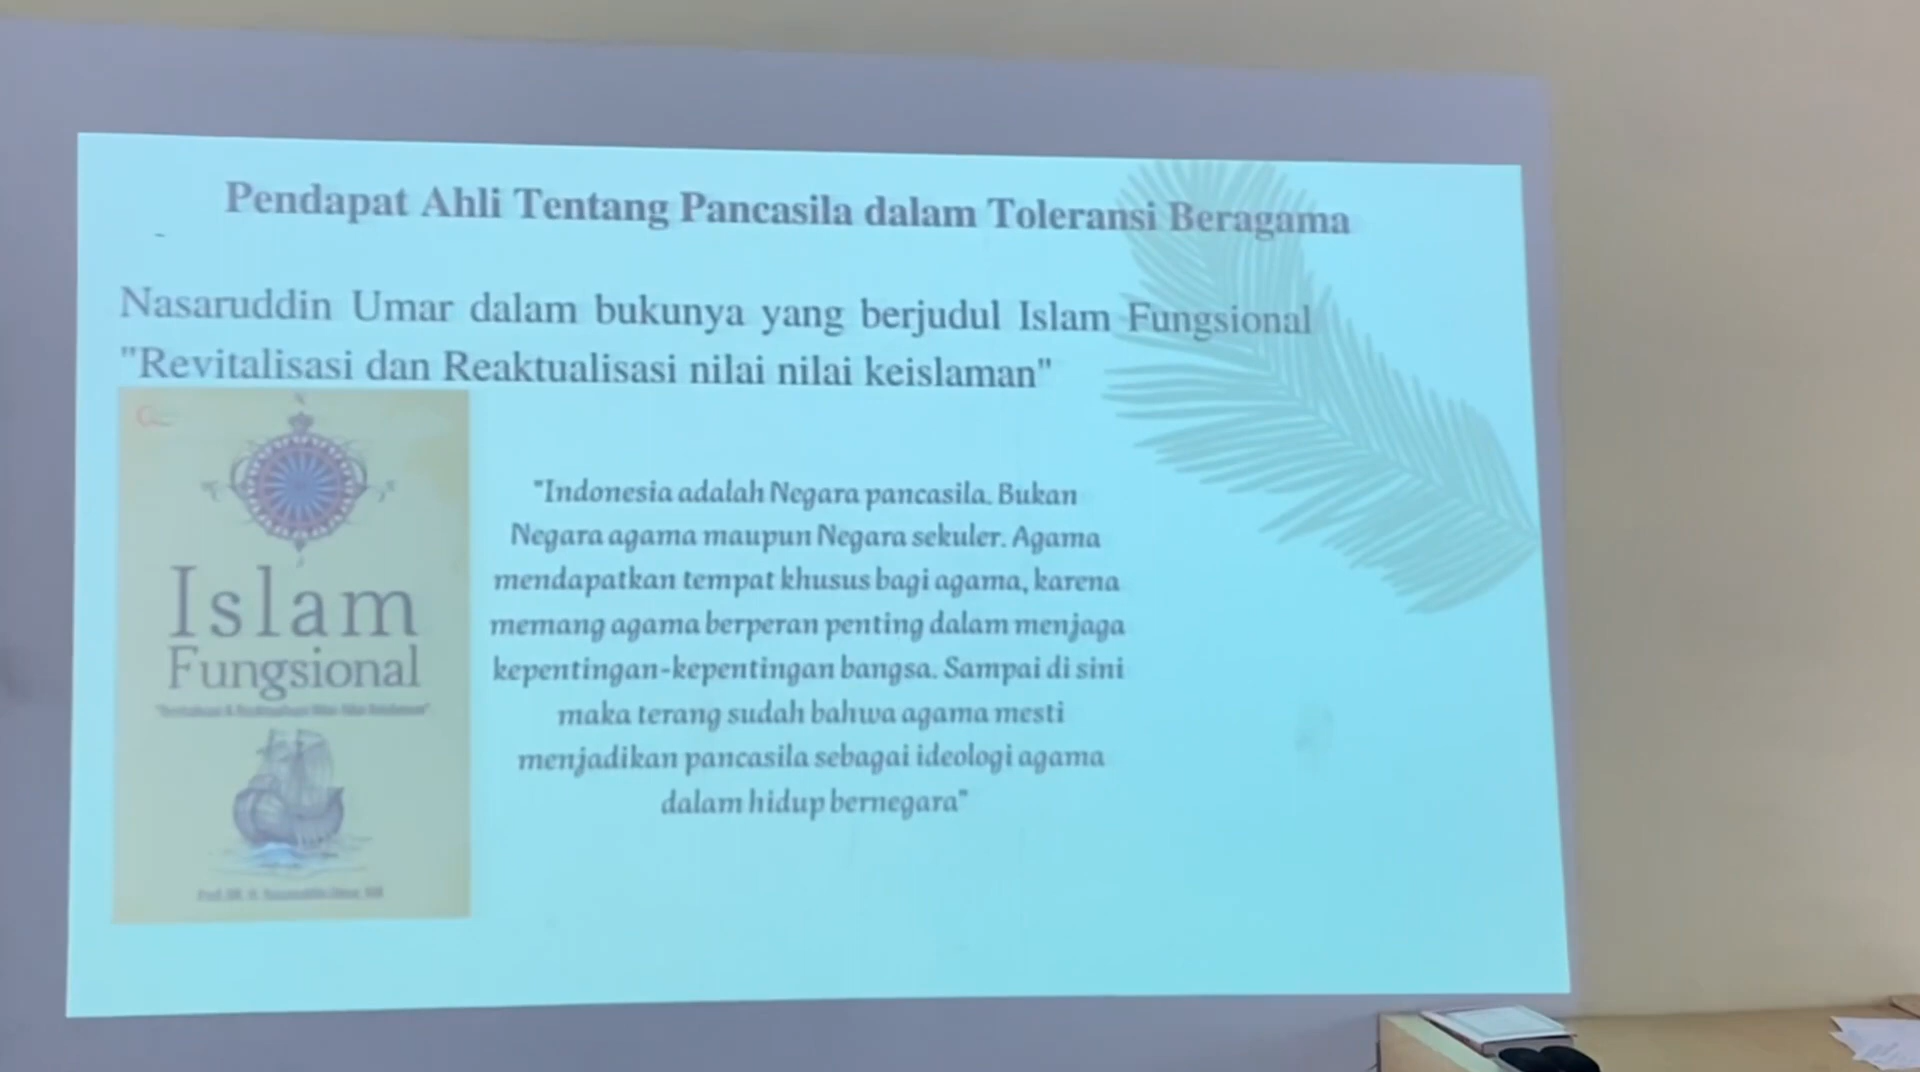 Pendapat Ahli Tentang Pancasila dalam Toleransi Beragama
Nasaruddin Umar dalam bukunya yang berjudul Islam Fungsional
"Revitalisasi dan Reaktualisasi nilai nilai keislaman"
Islam
Fungsional
"Indonesia adalah Negara pancasila. Bukan
Negara agama maupun Negara sekuler. Agama
mendapatkan tempat khusus bagi agama, karena
memang agama berperan penting dalam menjaga
kepentingan-kepentingan bangsa. Sampai di sini
maka terang sudah bahwa agama mesti
menjadikan pancasila sebagai ideologi agama
dalam hidup bernegara"